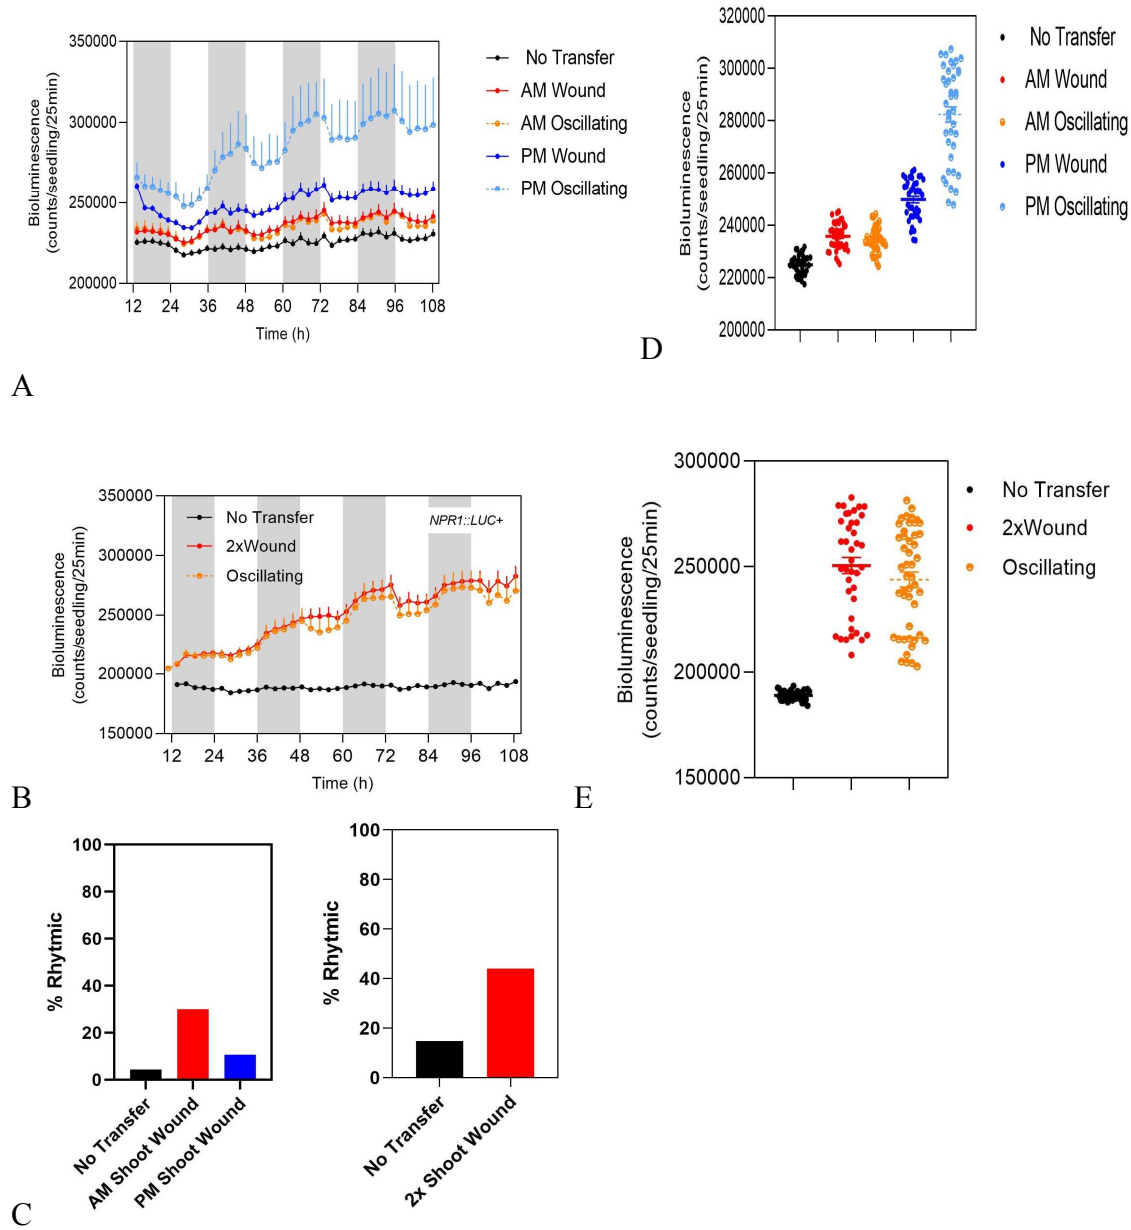 350000
300000
250000
200000
Bioluminescence
(counts/seedling/25min)
12 24 36 48 60 72 84 96 108
Time (h)
No Transfer
AM Wound
AM Oscillating
PM Wound
PM Oscillating
A
320000
300000
280000
260000
240000
220000
200000
Bioluminescence
(counts/seedling/25min)
No Transfer
AM Wound
AM Oscillating
PM Wound
PM Oscillating
D
350000
300000
250000
200000
150000
Bioluminescence
(counts/seedling/25min)
No Transfer
2xWound
Oscillating
NPR1::LUC+
12 24 36 48 60 72 84 96 108
Time (h)
B
300000
250000
200000
150000
Bioluminescence
(counts/seedling/25min)
No Transfer
2xWound
Oscillating
E
100
80
60
40
20
0
% Rhytmic
No Transfer
AM Shoot Wound
PM Shoot Wound
100
80
60
40
20
0
% Rhytmic
No Transfer
2x Shoot Wound
C